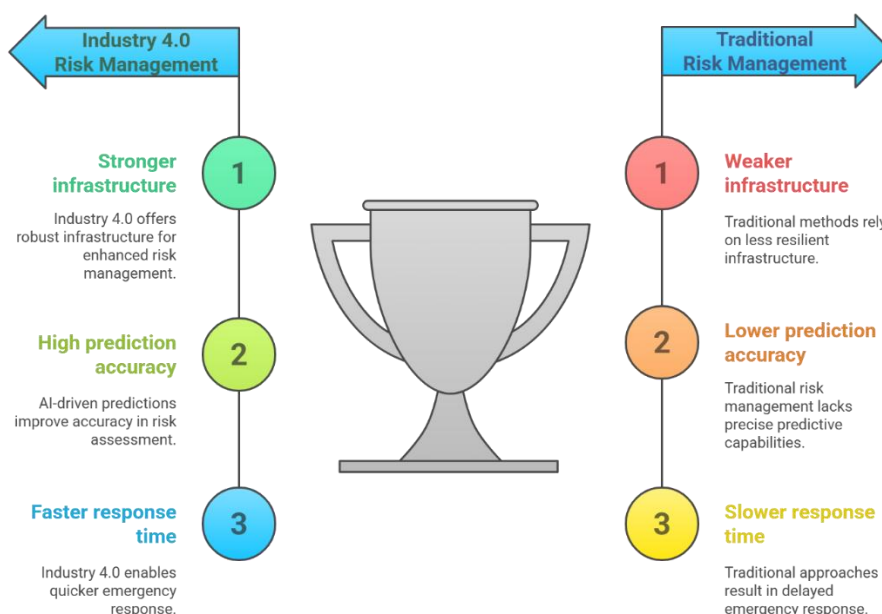 Industry 4.0
Risk Management
1
Stronger
infrastructure
Industry 4.0 offers
robust infrastructure for
enhanced risk
management.
2
High prediction
accuracy
AI-driven predictions
improve accuracy in risk
assessment.
3
Faster response
time
Industry 4.0 enables
quicker emergency
response.
Traditional
Risk Management
1
Weaker
infrastructure
Traditional methods rely
on less resilient
infrastructure.
2
Lower prediction
accuracy
Traditional risk
management lacks
precise predictive
capabilities.
3
Slower response
time
Traditional approaches
result in delayed
emergency response.